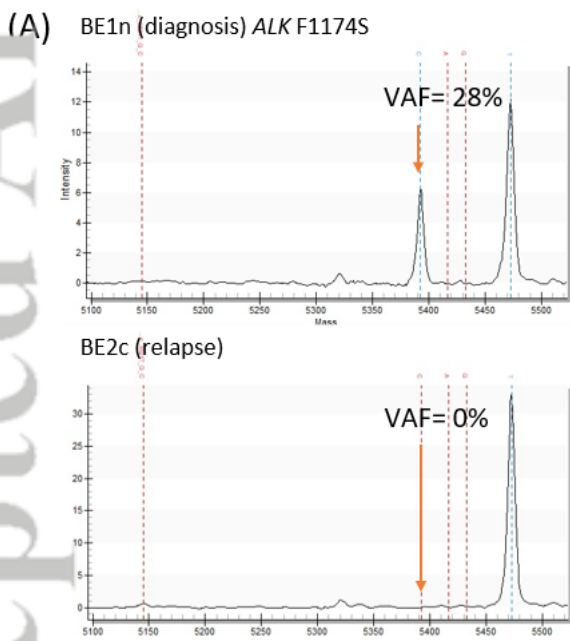 (A) BE1n (diagnosis) ALK F1174S
C A G T
VAF= 28%
14
12
10
8
6
4
2
0
Intensity
5100 5150 5200 5250 5300 5350 5400 5450 5500
Mass
BE2c (relapse)
C A G T
VAF= 0%
30
25
20
15
10
5
0
5100 5150 5200 5250 5300 5350 5400 5450 5500